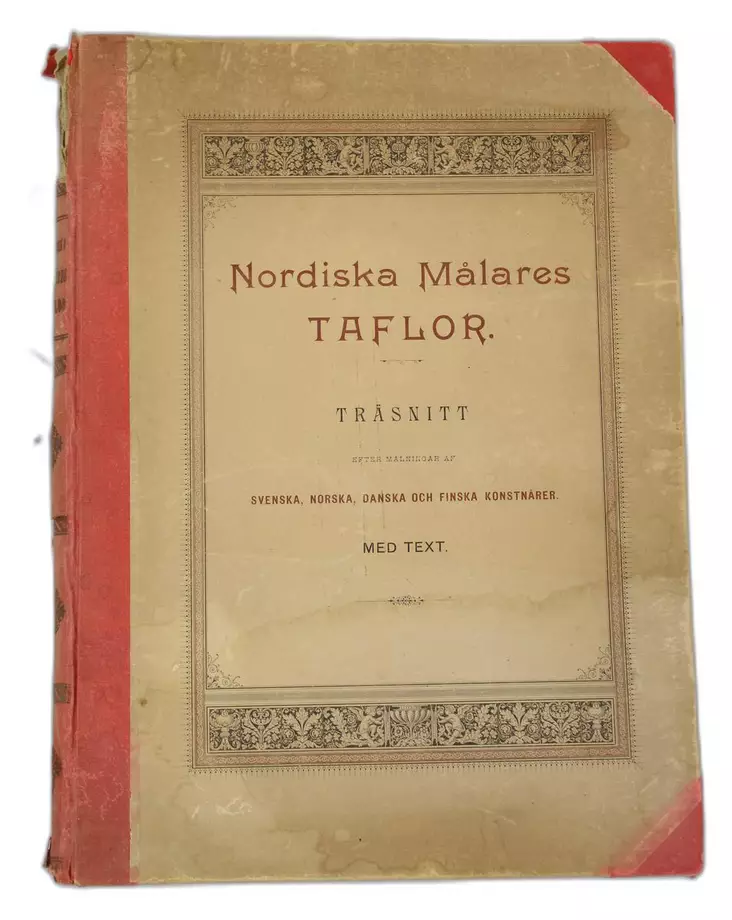 Nordiska Målares
TAFLOR.
TRÄSNITT
EFTER MÅLNINGAR AF
SVENSKA, NORSKA, DANSKA OCH FINSKA KONSTNÄRER.
MED TEXT.